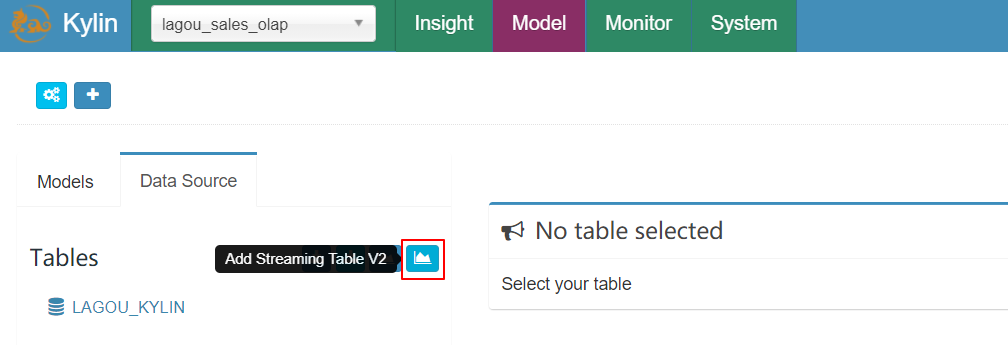 Kylin lagou_sales_olap Insight Model Monitor System
Models Data Source
No table selected
Tables Add Streaming Table V2
Select your table
LAGOU_KYLIN